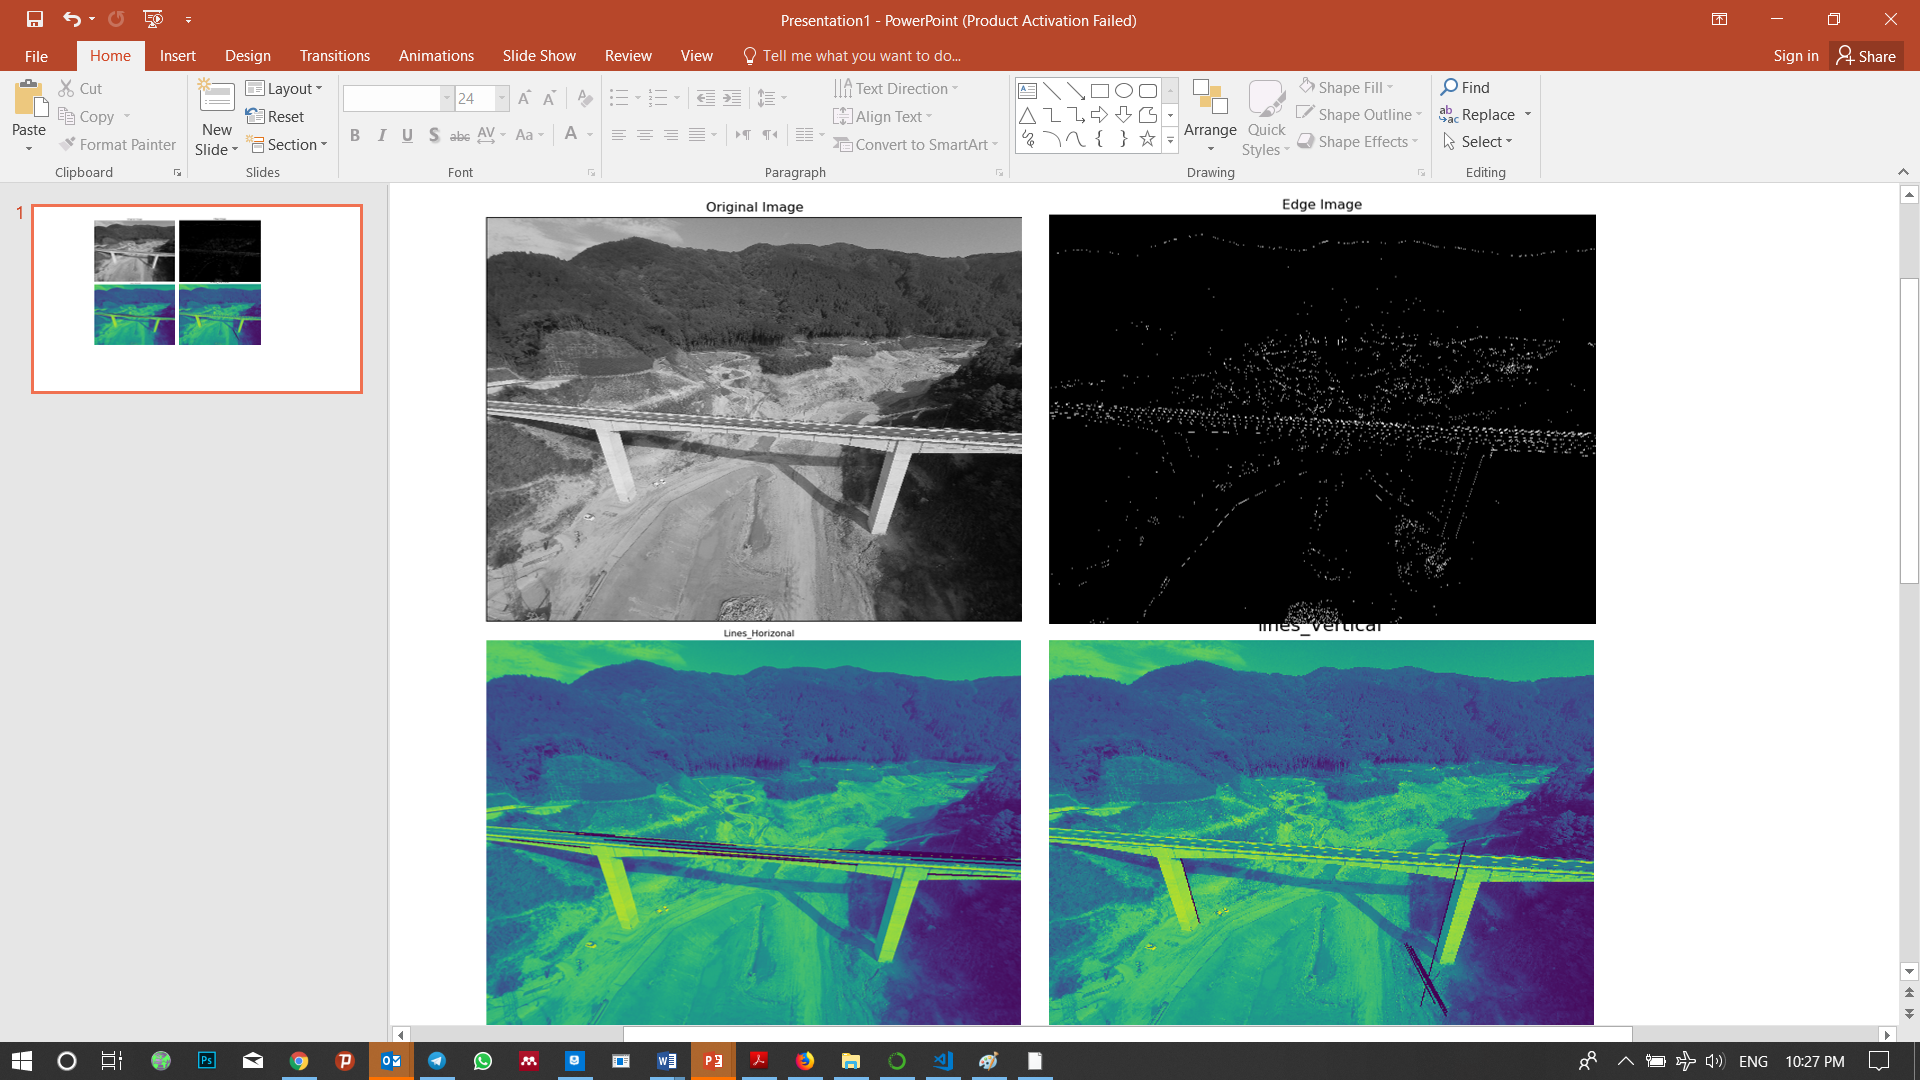 Presentation1 - PowerPoint (Product Activation Failed)
File Home Insert Design Transitions Animations Slide Show Review View Tell me what you want to do... Sign in Share
Paste
Cut
Copy
Format Painter
Clipboard
New
Slide
Layout
Reset
Section
Slides
24
B I U S abc AV Aa A
Font
Text Direction
Align Text
Convert to SmartArt
Paragraph
Arrange
Quick
Styles
Shape Fill
Shape Outline
Shape Effects
Drawing
Find
Replace
Select
Editing
1
Original Image
Edge Image
Lines_Horizonal
lines_Vertical
ENG 10:27 PM